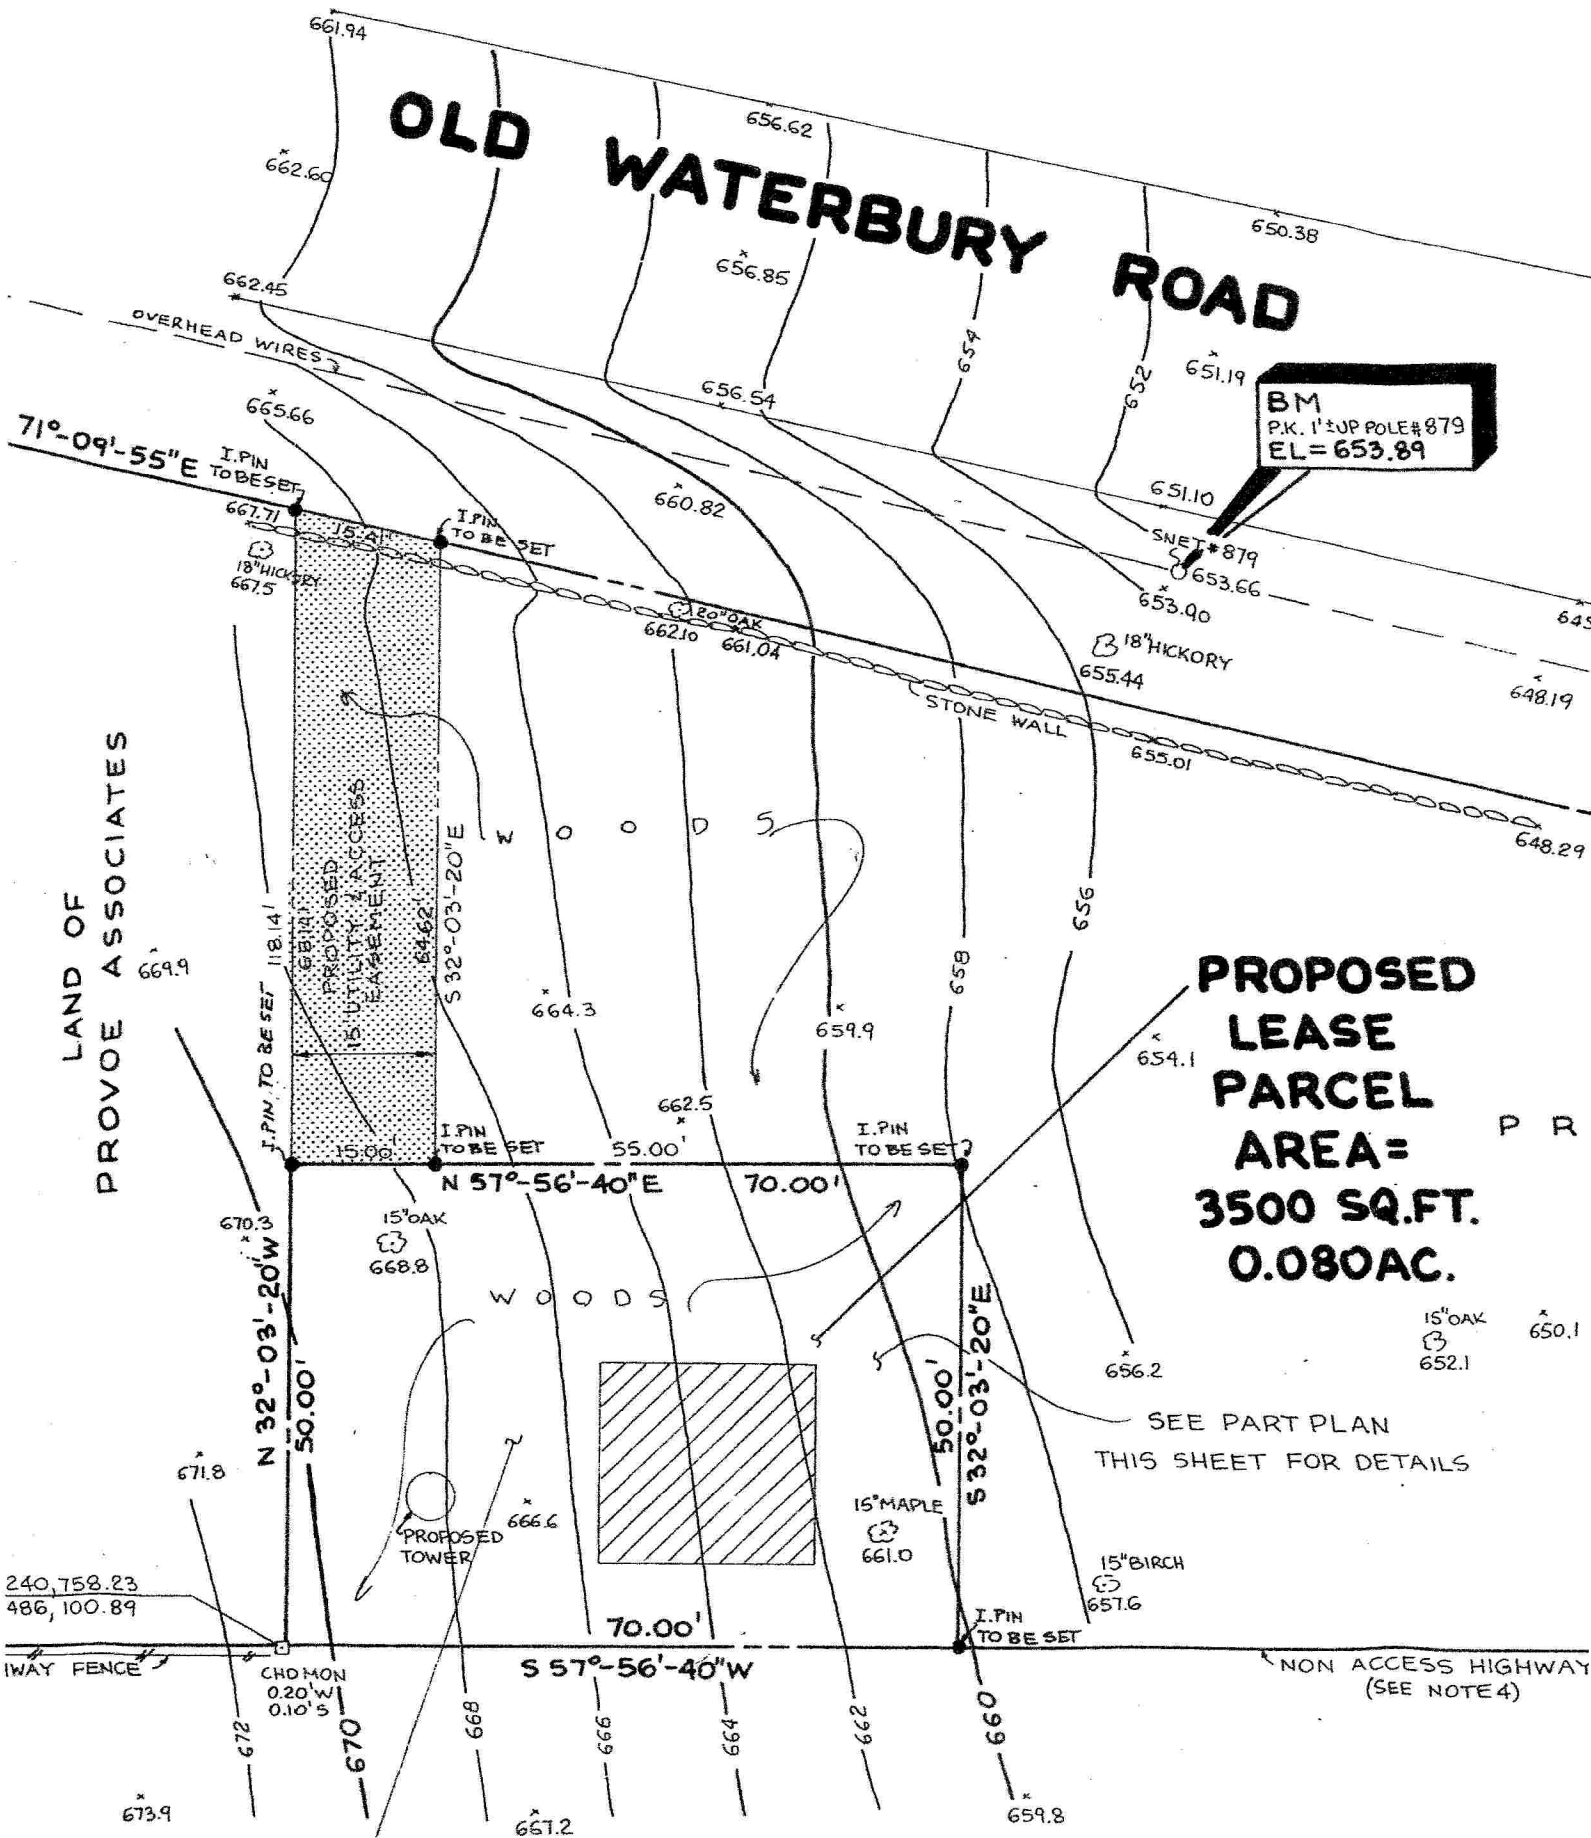 661.94
OLD WATERBURY ROAD
656.62
662.60
650.38
656.85
662.45
OVERHEAD WIRES
654
652
651.19
656.54
665.66
BM
P.K. 1'± UP POLE #879
EL= 653.89
71°-09'-55"E
I.PIN
TO BE SET
660.82
651.10
667.71
15.41'
I.PIN
TO BE SET
SNET #879
653.66
18" HICKORY
667.5
653.90
20" OAK
662.10
661.04
18" HICKORY
655.44
648.19
STONE WALL
655.01
648.29
LAND OF
PROVOE ASSOCIATES
WOODS
PROPOSED
15' UTILITY & ACCESS
EASEMENT
118.14'
68.14'
64.62'
S 32°-03'-20"E
669.9
658
656
PROPOSED
LEASE
PARCEL
AREA=
3500 SQ.FT.
0.080 AC.
664.3
659.9
654.1
I.PIN TO BE SET
662.5
P R
I.PIN
TO BE SET
I.PIN
TO BE SET
15.00'
55.00'
N 57°-56'-40"E 70.00'
670.3
15" OAK
668.8
WOODS
N 32°-03'-20"W
50.00'
50.00'
S 32°-03'-20"E
15" OAK
652.1
650.1
656.2
SEE PART PLAN
THIS SHEET FOR DETAILS
671.8
666.6
PROPOSED
TOWER
15" MAPLE
661.0
15" BIRCH
657.6
240,758.23
486,100.89
70.00'
I.PIN
TO BE SET
IWAY FENCE
CHD MON
0.20' W
0.10' S
S 57°-56'-40"W
NON ACCESS HIGHWAY
(SEE NOTE 4)
672
670
668
666
664
662
660
673.9
667.2
659.8